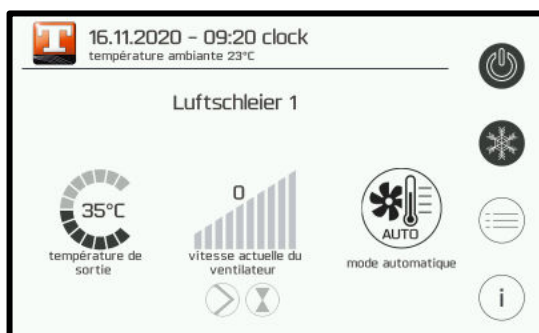 T
16.11.2020 - 09:20 clock
température ambiante 23°C
Luftschleier 1
35°C
température de
sortie
0
vitesse actuelle du
ventilateur
AUTO
mode automatique
i